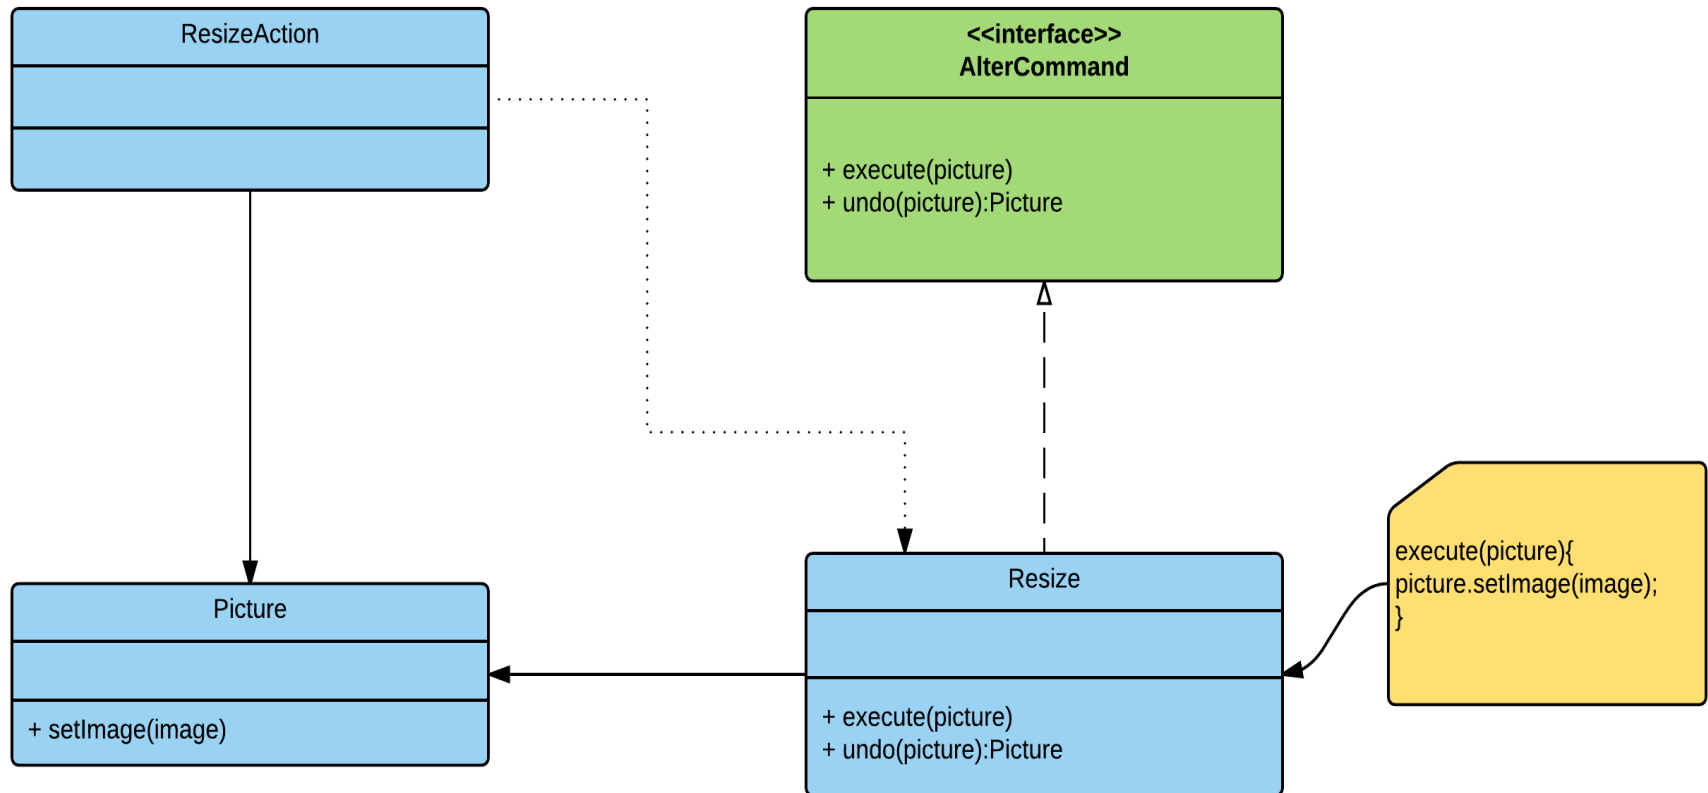 ResizeAction
<<interface>>
AlterCommand
+ execute(picture)
+ undo(picture):Picture
Picture
+ setImage(image)
Resize
+ execute(picture)
+ undo(picture):Picture
execute(picture){
picture.setImage(image);
}